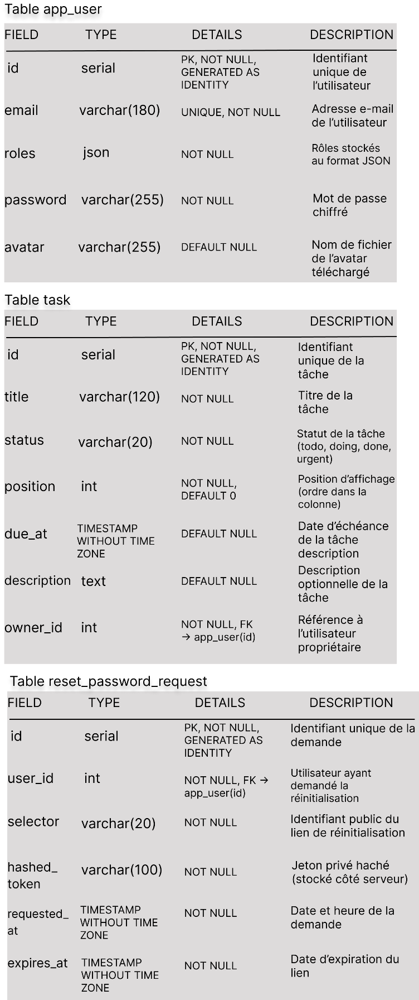 Table app_user
FIELD TYPE DETAILS DESCRIPTION
id serial PK, NOT NULL, GENERATED AS IDENTITY Identifiant unique de l’utilisateur
email varchar(180) UNIQUE, NOT NULL Adresse e-mail de l’utilisateur
roles json NOT NULL Rôles stockés au format JSON
password varchar(255) NOT NULL Mot de passe chiffré
avatar varchar(255) DEFAULT NULL Nom de fichier de l’avatar téléchargé
Table task
FIELD TYPE DETAILS DESCRIPTION
id serial PK, NOT NULL, GENERATED AS IDENTITY Identifiant unique de la tâche
title varchar(120) NOT NULL Titre de la tâche
status varchar(20) NOT NULL Statut de la tâche (todo, doing, done, urgent)
position int NOT NULL, DEFAULT 0 Position d’affichage (ordre dans la colonne)
due_at TIMESTAMP WITHOUT TIME ZONE DEFAULT NULL Date d’échéance de la tâche description
description text DEFAULT NULL Description optionnelle de la tâche
owner_id int NOT NULL, FK → app_user(id) Référence à l’utilisateur propriétaire
Table reset_password_request
FIELD TYPE DETAILS DESCRIPTION
id serial PK, NOT NULL, GENERATED AS IDENTITY Identifiant unique de la demande
user_id int NOT NULL, FK → app_user(id) Utilisateur ayant demandé la réinitialisation
selector varchar(20) NOT NULL Identifiant public du lien de réinitialisation
hashed_ token varchar(100) NOT NULL Jeton privé haché (stocké côté serveur)
requested_ at TIMESTAMP WITHOUT TIME ZONE NOT NULL Date et heure de la demande
expires_at TIMESTAMP WITHOUT TIME ZONE NOT NULL Date d’expiration du lien